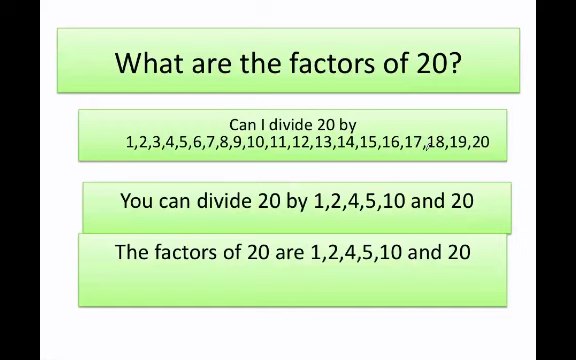 What are the factors of 20?
Can I divide 20 by
1,2,3,4,5,6,7,8,9,10,11,12,13,14,15,16,17,18,19,20
You can divide 20 by 1,2,4,5,10 and 20
The factors of 20 are 1,2,4,5,10 and 20